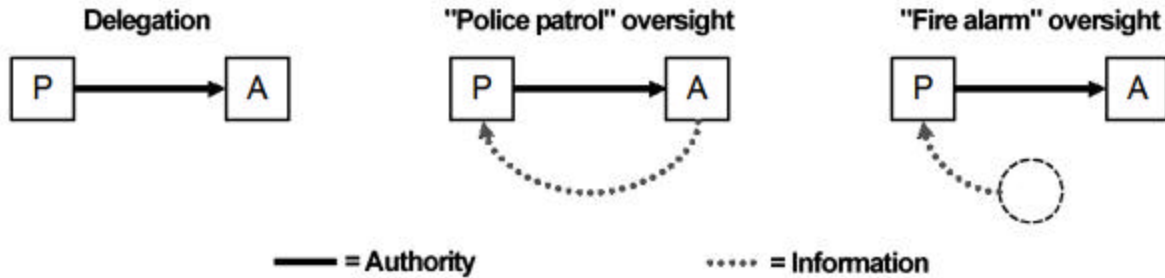 Delegation
"Police patrol" oversight
"Fire alarm" oversight
P
A
P
A
P
A
= Authority
= Information